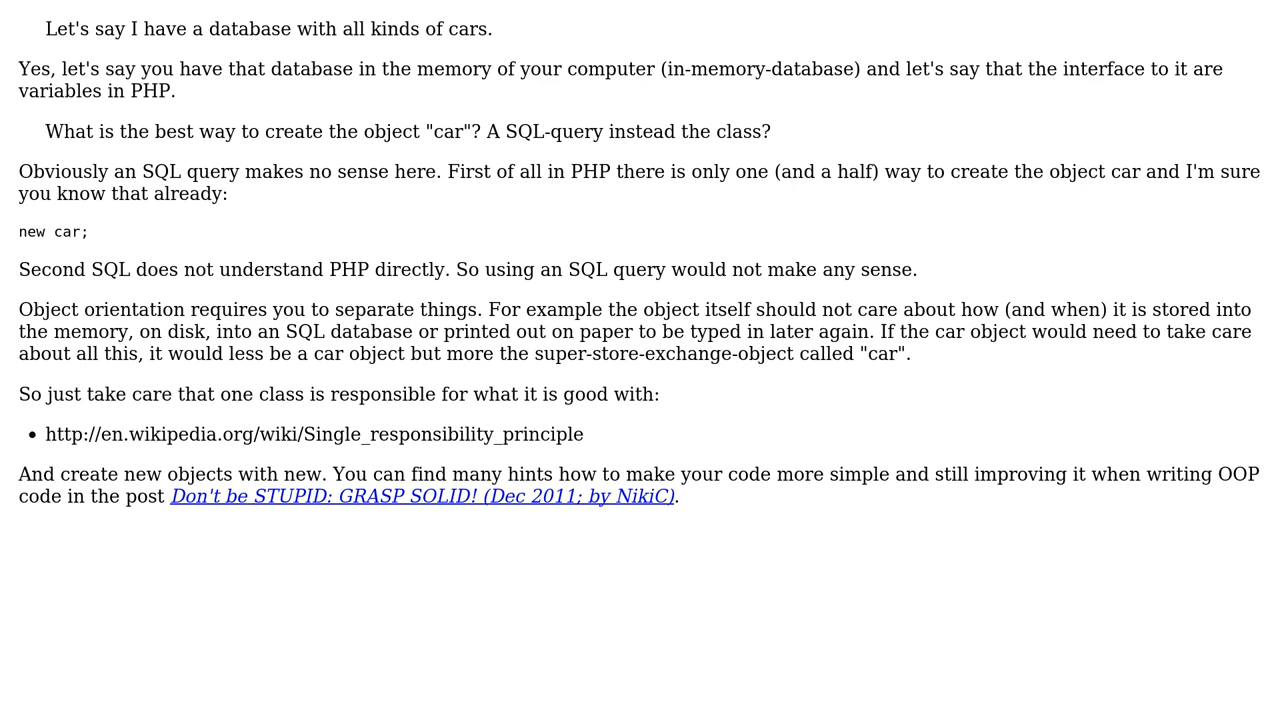 Let's say I have a database with all kinds of cars.
Yes, let's say you have that database in the memory of your computer (in-memory-database) and let's say that the interface to it are
variables in PHP.
What is the best way to create the object "car"? A SQL-query instead the class?
Obviously an SQL query makes no sense here. First of all in PHP there is only one (and a half) way to create the object car and I'm sure
you know that already:
new car;
Second SQL does not understand PHP directly. So using an SQL query would not make any sense.
Object orientation requires you to separate things. For example the object itself should not care about how (and when) it is stored into
the memory, on disk, into an SQL database or printed out on paper to be typed in later again. If the car object would need to take care
about all this, it would less be a car object but more the super-store-exchange-object called "car".
So just take care that one class is responsible for what it is good with:
• http://en.wikipedia.org/wiki/Single_responsibility_principle
And create new objects with new. You can find many hints how to make your code more simple and still improving it when writing OOP
code in the post Don't be STUPID: GRASP SOLID! (Dec 2011; by NikiC).